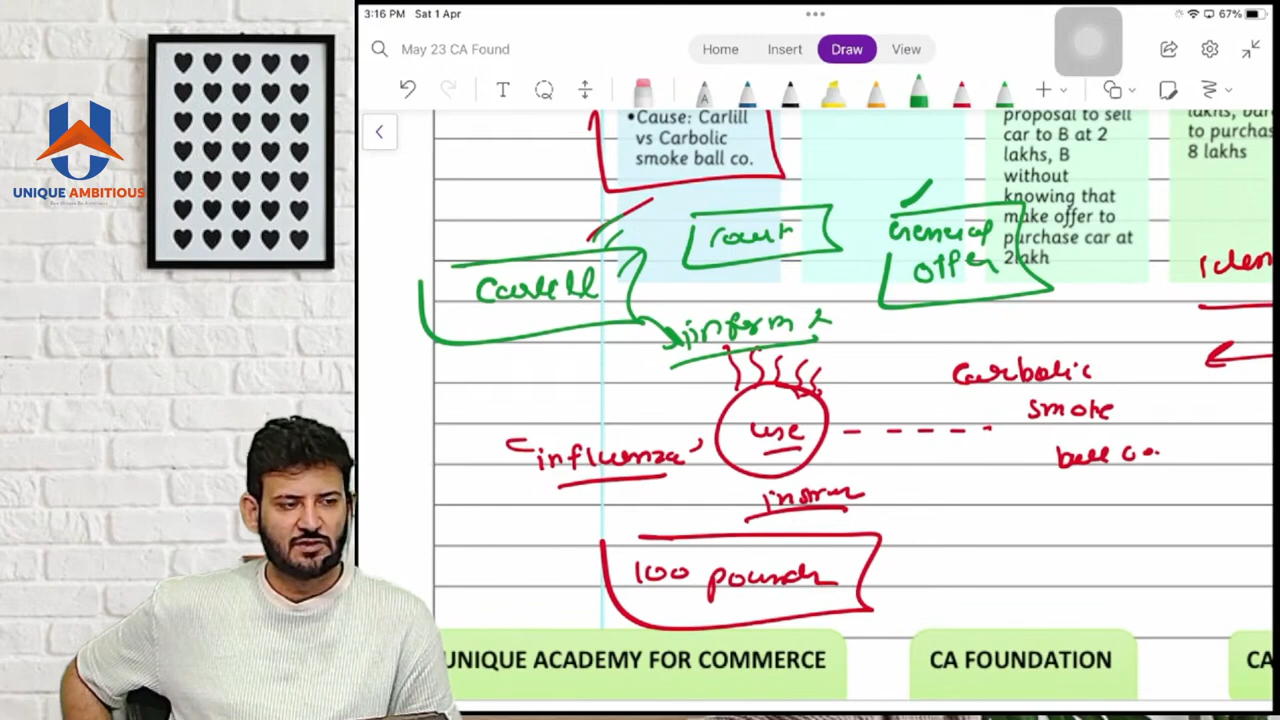 3:16 PM Sat 1 Apr
67%
May 23 CA Found
Home Insert Draw View
T
A
UNIQUE AMBITIOUS
•Cause: Carlill
vs Carbolic
smoke ball co.
proposal to sell
car to B at 2
lakhs, B
without
knowing that
make offer to
purchase car at
2lakh
to purchase
8 lakhs
court
General
offer
inform
Carbolic
smoke
ball co.
use
influenza
100 pounds
UNIQUE ACADEMY FOR COMMERCE
CA FOUNDATION
CA